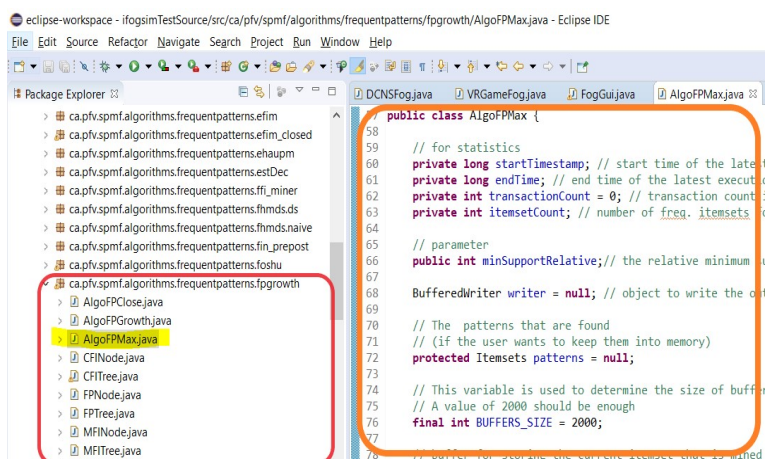 eclipse-workspace - ifogsimTestSource/src/ca/pfv/spmf/algorithms/frequentpatterns/fpgrowth/AlgoFPMax.java - Eclipse IDE
File Edit Source Refactor Navigate Search Project Run Window Help
Package Explorer
ca.pfv.spmf.algorithms.frequentpatterns.efim
ca.pfv.spmf.algorithms.frequentpatterns.efim_closed
ca.pfv.spmf.algorithms.frequentpatterns.ehaupm
ca.pfv.spmf.algorithms.frequentpatterns.estDec
ca.pfv.spmf.algorithms.frequentpatterns.ffi_miner
ca.pfv.spmf.algorithms.frequentpatterns.fhmds.ds
ca.pfv.spmf.algorithms.frequentpatterns.fhmds.naive
ca.pfv.spmf.algorithms.frequentpatterns.fin_prepost
ca.pfv.spmf.algorithms.frequentpatterns.foshu
ca.pfv.spmf.algorithms.frequentpatterns.fpgrowth
AlgoFPClose.java
AlgoFPGrowth.java
AlgoFPMax.java
CFINode.java
CFITree.java
FPNode.java
FPTree.java
MFINode.java
MFITree.java
DCNSFog.java VRGameFog.java FogGui.java AlgoFPMax.java
public class AlgoFPMax {
58
59 // for statistics
60 private long startTimestamp; // start time of the latest
61 private long endTime; // end time of the latest executi
62 private int transactionCount = 0; // transaction count
63 private int itemsetCount; // number of freq. itemsets
64
65 // parameter
66 public int minSupportRelative;// the relative minimum
67
68 BufferedWriter writer = null; // object to write the
69
70 // The patterns that are found
71 // (if the user wants to keep them into memory)
72 protected Itemsets patterns = null;
73
74 // This variable is used to determine the size of buffer
75 // A value of 2000 should be enough
76 final int BUFFERS_SIZE = 2000;
77
78